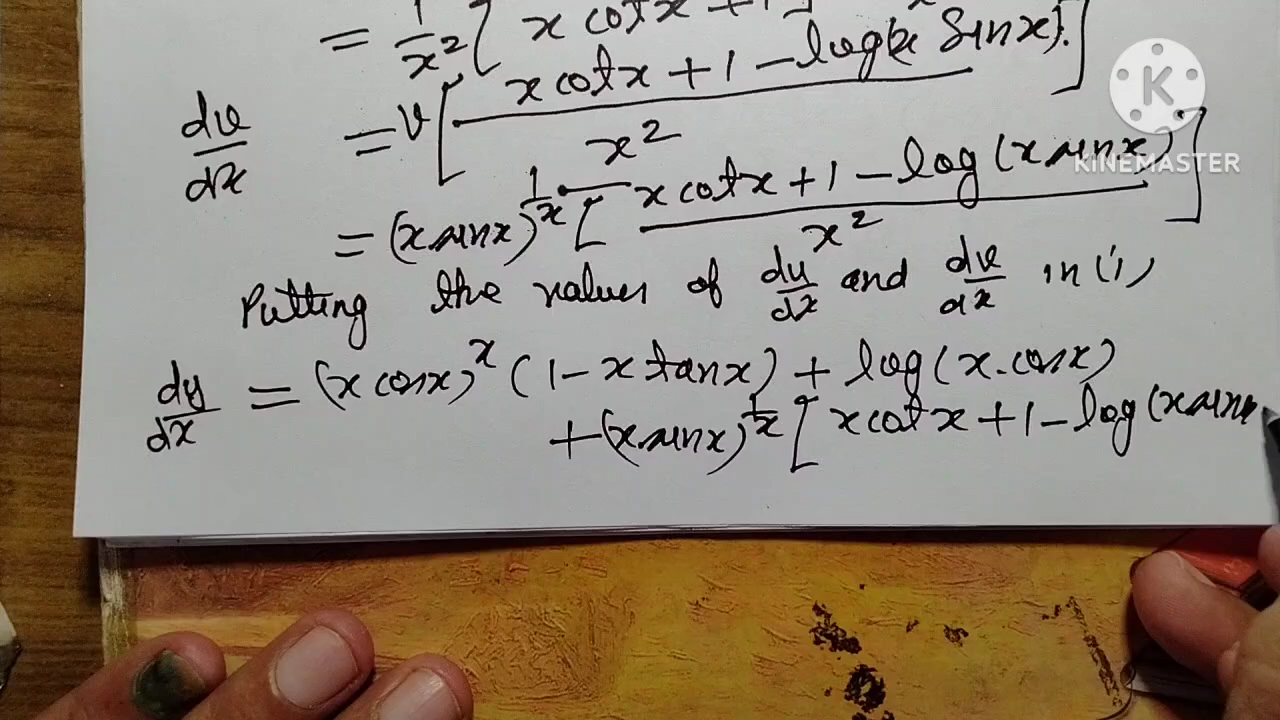 = 1/x² [ x cot x + 1
dv/dx = v [ x cot x + 1 - log(x sin x) / x² ]
= (x sin x)^1/x [ x cot x + 1 - log (x sin x) / x² ]
Putting the values of du/dx and dv/dx in (1)
dy/dx = (x cos x)^x (1 - x tan x) + log (x. cos x)
+ (x sin x)^1/x [ x cot x + 1 - log (x sin x
K
KINEMASTER